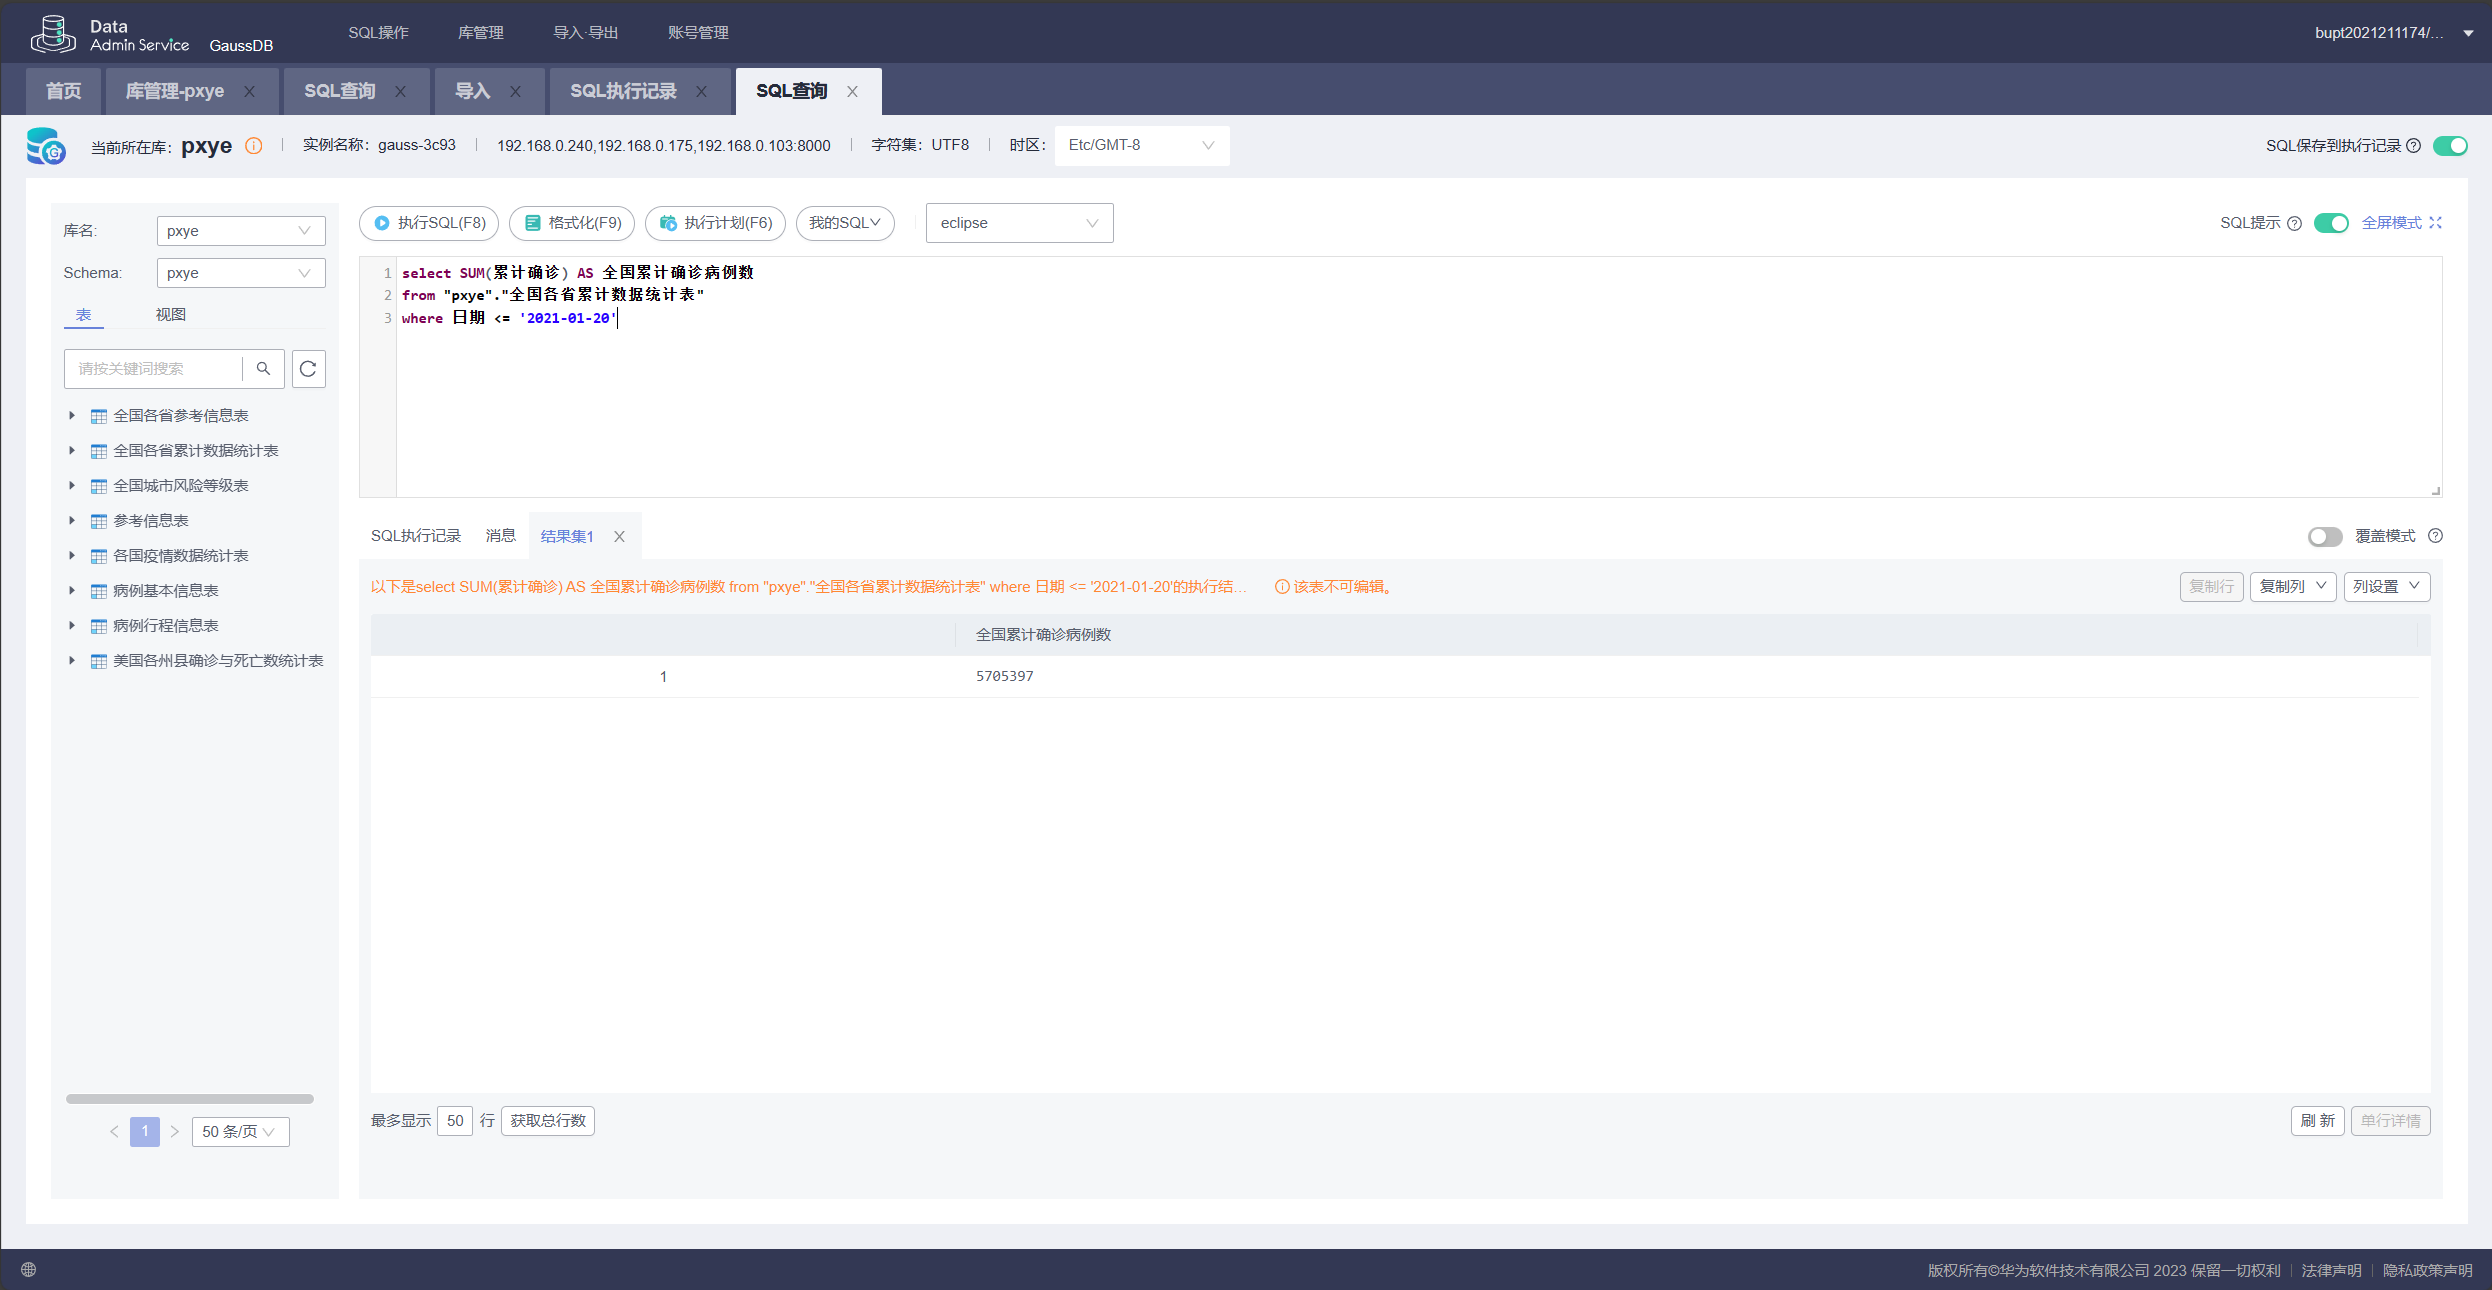 Data
Admin Service GaussDB SQL操作 库管理 导入·导出 账号管理 bupt2021211174/...
首页 库管理-pxye SQL查询 导入 SQL执行记录 SQL查询
当前所在库: pxye 实例名称: gauss-3c93 192.168.0.240,192.168.0.175,192.168.0.103:8000 字符集: UTF8 时区: Etc/GMT-8 SQL保存到执行记录
库名: pxye
Schema: pxye
表 视图
请按关键词搜索
全国各省参考信息表
全国各省累计数据统计表
全国城市风险等级表
参考信息表
各国疫情数据统计表
病例基本信息表
病例行程信息表
美国各州县确诊与死亡数统计表
1 50 条/页
执行SQL(F8) 格式化(F9) 执行计划(F6) 我的SQL eclipse SQL提示 全屏模式
1 select SUM(累计确诊) AS 全国累计确诊病例数
2 from "pxye"."全国各省累计数据统计表"
3 where 日期 <= '2021-01-20'
SQL执行记录 消息 结果集1 覆盖模式
以下是select SUM(累计确诊) AS 全国累计确诊病例数 from "pxye"."全国各省累计数据统计表" where 日期 <= '2021-01-20'的执行结... 该表不可编辑。 复制行 复制列 列设置
全国累计确诊病例数
1 5705397
最多显示 50 行 获取总行数 刷 新 单行详情
版权所有©华为软件技术有限公司 2023 保留一切权利 法律声明 隐私政策声明